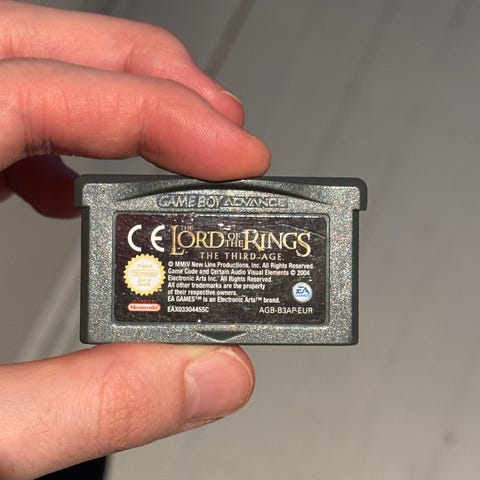 GAME BOY ADVANCE
CE
THE LORD OF THE RINGS
THE THIRD AGE
© MMIV New Line Productions, Inc. All Rights Reserved.
Game Code and Certain Audio Visual Elements © 2004
Electronic Arts Inc. All Rights Reserved.
All other trademarks are the property
of their respective owners.
EA GAMES™ is an Electronic Arts™ brand.
EA
Nintendo
EAX03304455C
AGB-B3AP-EUR